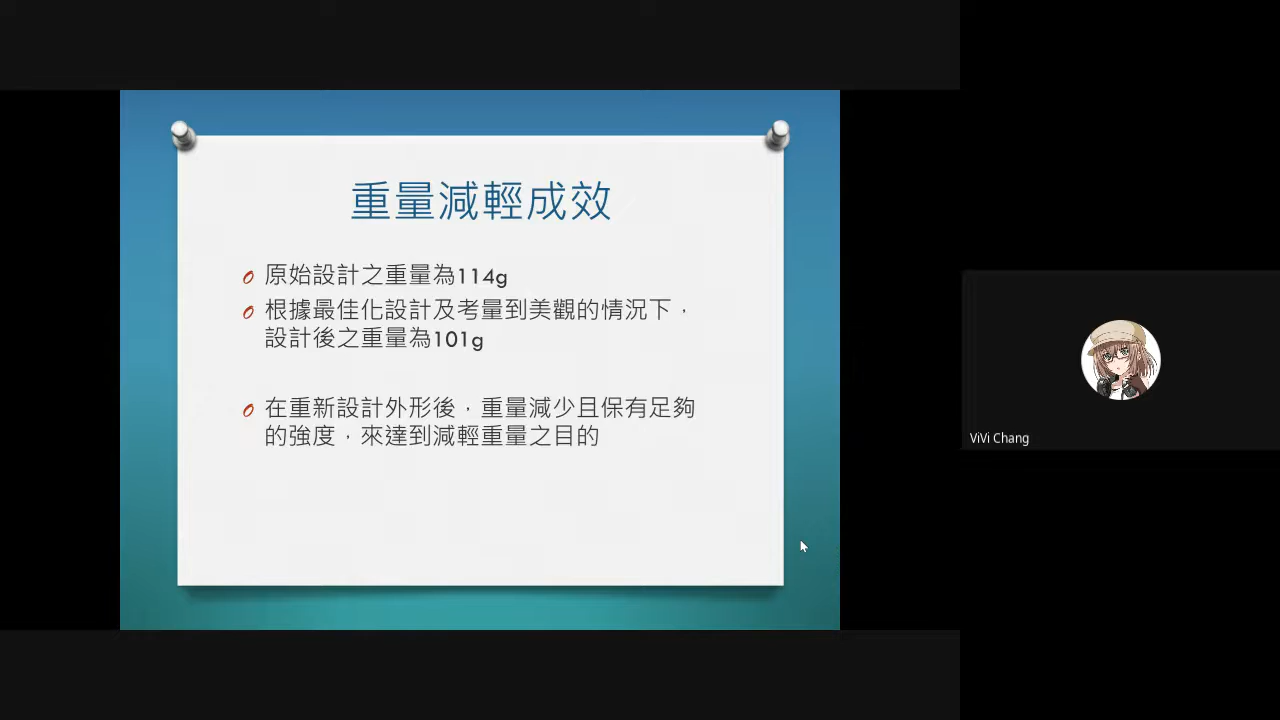 重量減輕成效
原始設計之重量為114g
根據最佳化設計及考量到美觀的情況下，
設計後之重量為101g
在重新設計外形後，重量減少且保有足夠
的強度，來達到減輕重量之目的
ViVi Chang